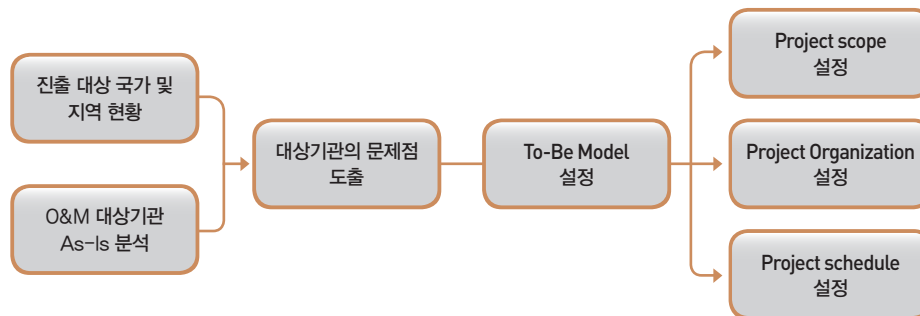 진출 대상 국가 및
지역 현황
O&M 대상기관
As-Is 분석
대상기관의 문제점
도출
To-Be Model
설정
Project scope
설정
Project Organization
설정
Project schedule
설정